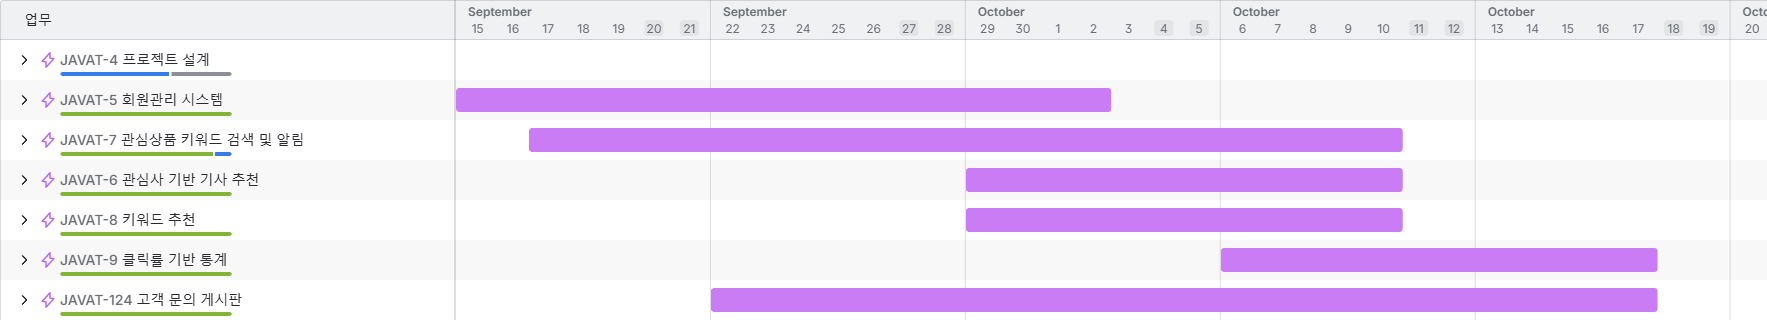 업무
September
September
October
October
October
Octo
15 16 17 18 19 20 21 22 23 24 25 26 27 28 29 30 1 2 3 4 5 6 7 8 9 10 11 12 13 14 15 16 17 18 19 20
JAVAT-4 프로젝트 설계
JAVAT-5 회원관리 시스템
JAVAT-7 관심상품 키워드 검색 및 알림
JAVAT-6 관심사 기반 기사 추천
JAVAT-8 키워드 추천
JAVAT-9 클릭률 기반 통계
JAVAT-124 고객 문의 게시판